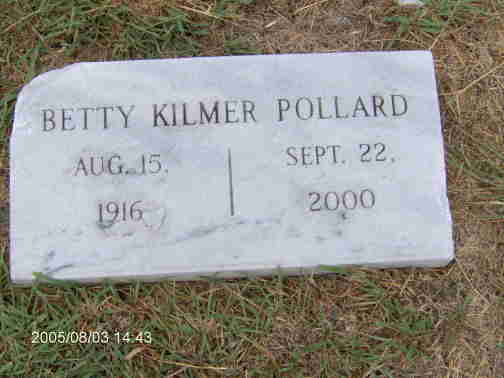 BETTY KILMER POLLARD
AUG. 15, SEPT. 22,
1916 2000
2005/08/03 14:43